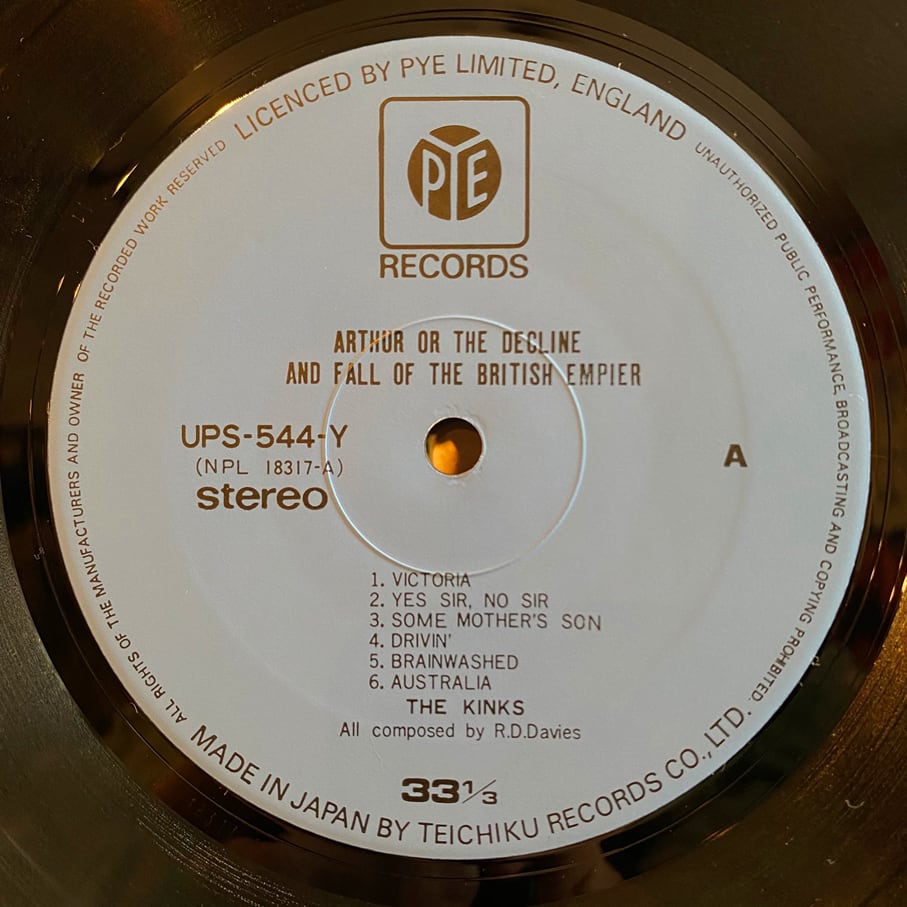 LICENCED BY PYE LIMITED, ENGLAND
UNAUTHORIZED PUBLIC PERFORMANCE, BROADCASTING AND COPYING PROHIBITED.
ALL RIGHTS OF THE MANUFACTURERS AND OWNER OF THE RECORDED WORK RESERVED
PYE
RECORDS
ARTHUR OR THE DECLINE
AND FALL OF THE BRITISH EMPIER
UPS-544-Y
(NPL 18317-A)
stereo
A
1. VICTORIA
2. YES SIR, NO SIR
3. SOME MOTHER'S SON
4. DRIVIN'
5. BRAINWASHED
6. AUSTRALIA
THE KINKS
All composed by R.D.Davies
33 1/3
MADE IN JAPAN BY TEICHIKU RECORDS CO., LTD.